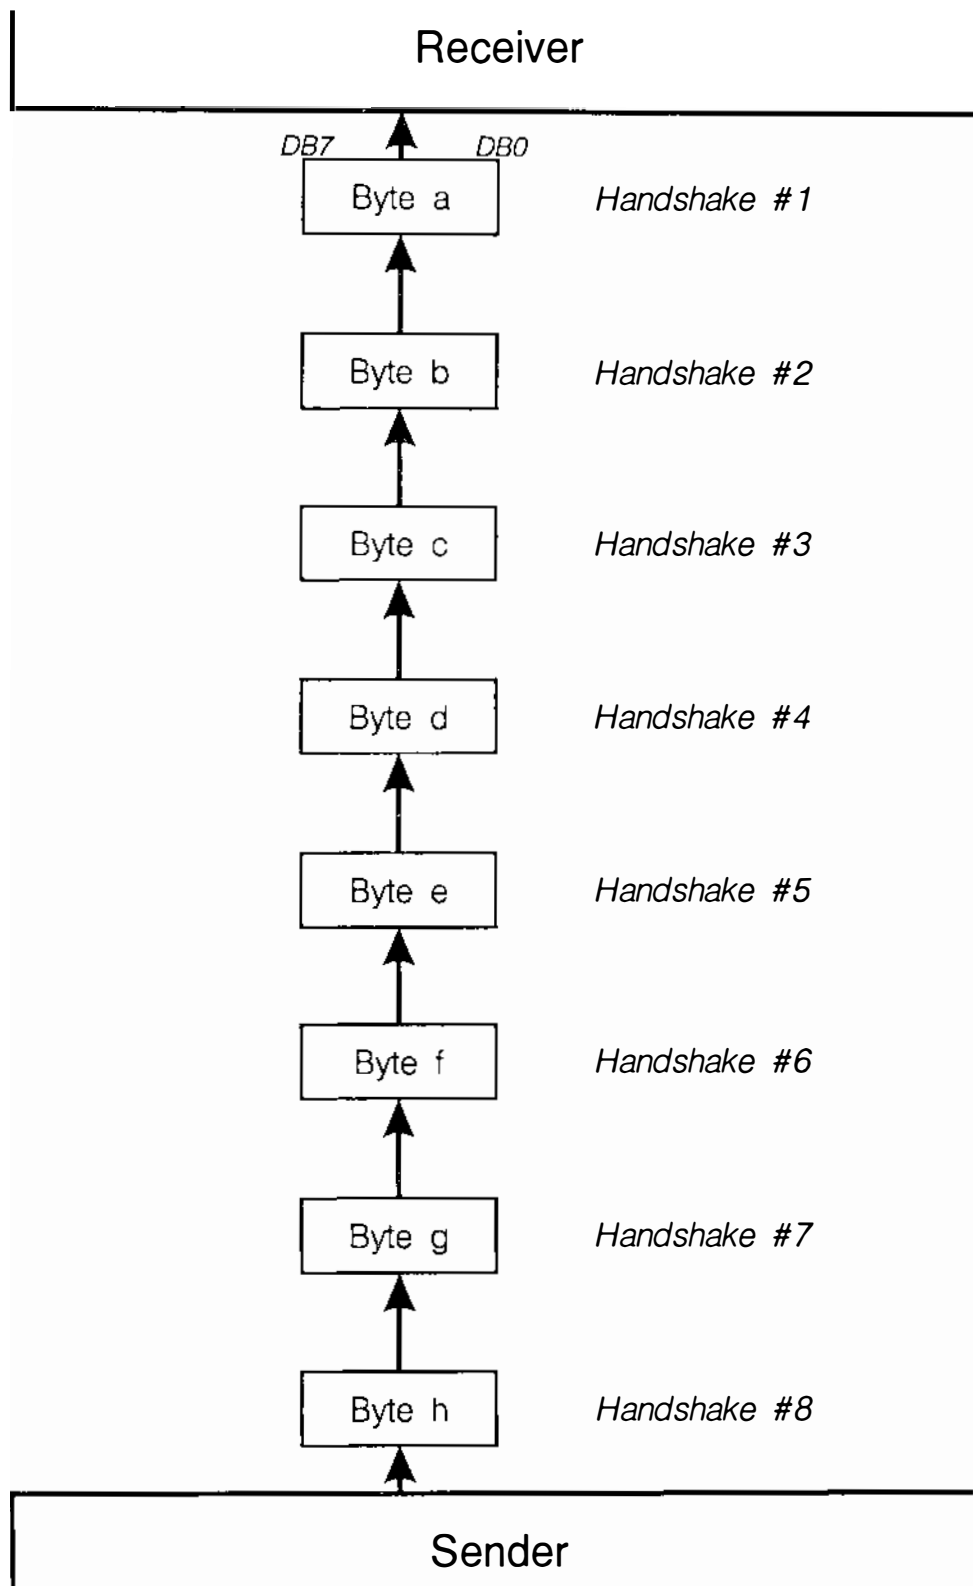 Receiver
DB7 DB0
Byte a Handshake #1
Byte b Handshake #2
Byte c Handshake #3
Byte d Handshake #4
Byte e Handshake #5
Byte f Handshake #6
Byte g Handshake #7
Byte h Handshake #8
Sender